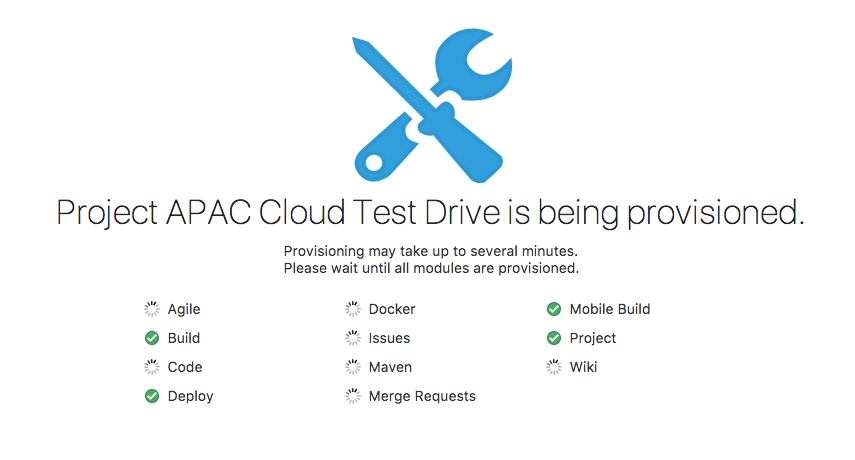 Project APAC Cloud Test Drive is being provisioned.
Provisioning may take up to several minutes.
Please wait until all modules are provisioned.
Agile
Build
Code
Deploy
Docker
Issues
Maven
Merge Requests
Mobile Build
Project
Wiki